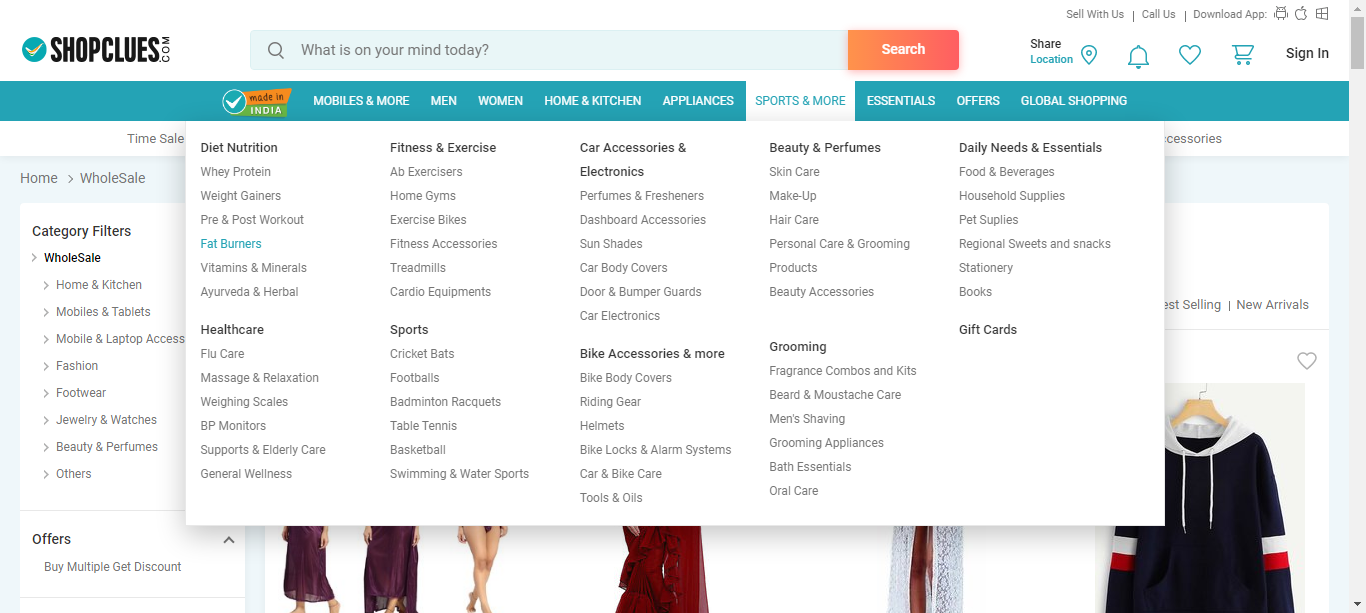 Sell With Us | Call Us | Download App:
SHOPCLUES.COM
What is on your mind today?
Search
Share
Location
Sign In
made in
INDIA
MOBILES & MORE
MEN
WOMEN
HOME & KITCHEN
APPLIANCES
SPORTS & MORE
ESSENTIALS
OFFERS
GLOBAL SHOPPING
Time Sale
Home > WholeSale
Category Filters
WholeSale
Home & Kitchen
Mobiles & Tablets
Mobile & Laptop Access
Fashion
Footwear
Jewelry & Watches
Beauty & Perfumes
Others
Offers
Buy Multiple Get Discount
Diet Nutrition
Whey Protein
Weight Gainers
Pre & Post Workout
Fat Burners
Vitamins & Minerals
Ayurveda & Herbal
Healthcare
Flu Care
Massage & Relaxation
Weighing Scales
BP Monitors
Supports & Elderly Care
General Wellness
Fitness & Exercise
Ab Exercisers
Home Gyms
Exercise Bikes
Fitness Accessories
Treadmills
Cardio Equipments
Sports
Cricket Bats
Footballs
Badminton Racquets
Table Tennis
Basketball
Swimming & Water Sports
Car Accessories &
Electronics
Perfumes & Fresheners
Dashboard Accessories
Sun Shades
Car Body Covers
Door & Bumper Guards
Car Electronics
Bike Accessories & more
Bike Body Covers
Riding Gear
Helmets
Bike Locks & Alarm Systems
Car & Bike Care
Tools & Oils
Beauty & Perfumes
Skin Care
Make-Up
Hair Care
Personal Care & Grooming
Products
Beauty Accessories
Grooming
Fragrance Combos and Kits
Beard & Moustache Care
Men's Shaving
Grooming Appliances
Bath Essentials
Oral Care
Daily Needs & Essentials
Food & Beverages
Household Supplies
Pet Suplies
Regional Sweets and snacks
Stationery
Books
Gift Cards
ccessories
est Selling | New Arrivals